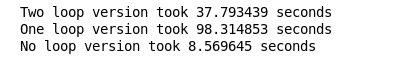 Two loop version took 37.793439 seconds
One loop version took 98.314853 seconds
No loop version took 8.569645 seconds